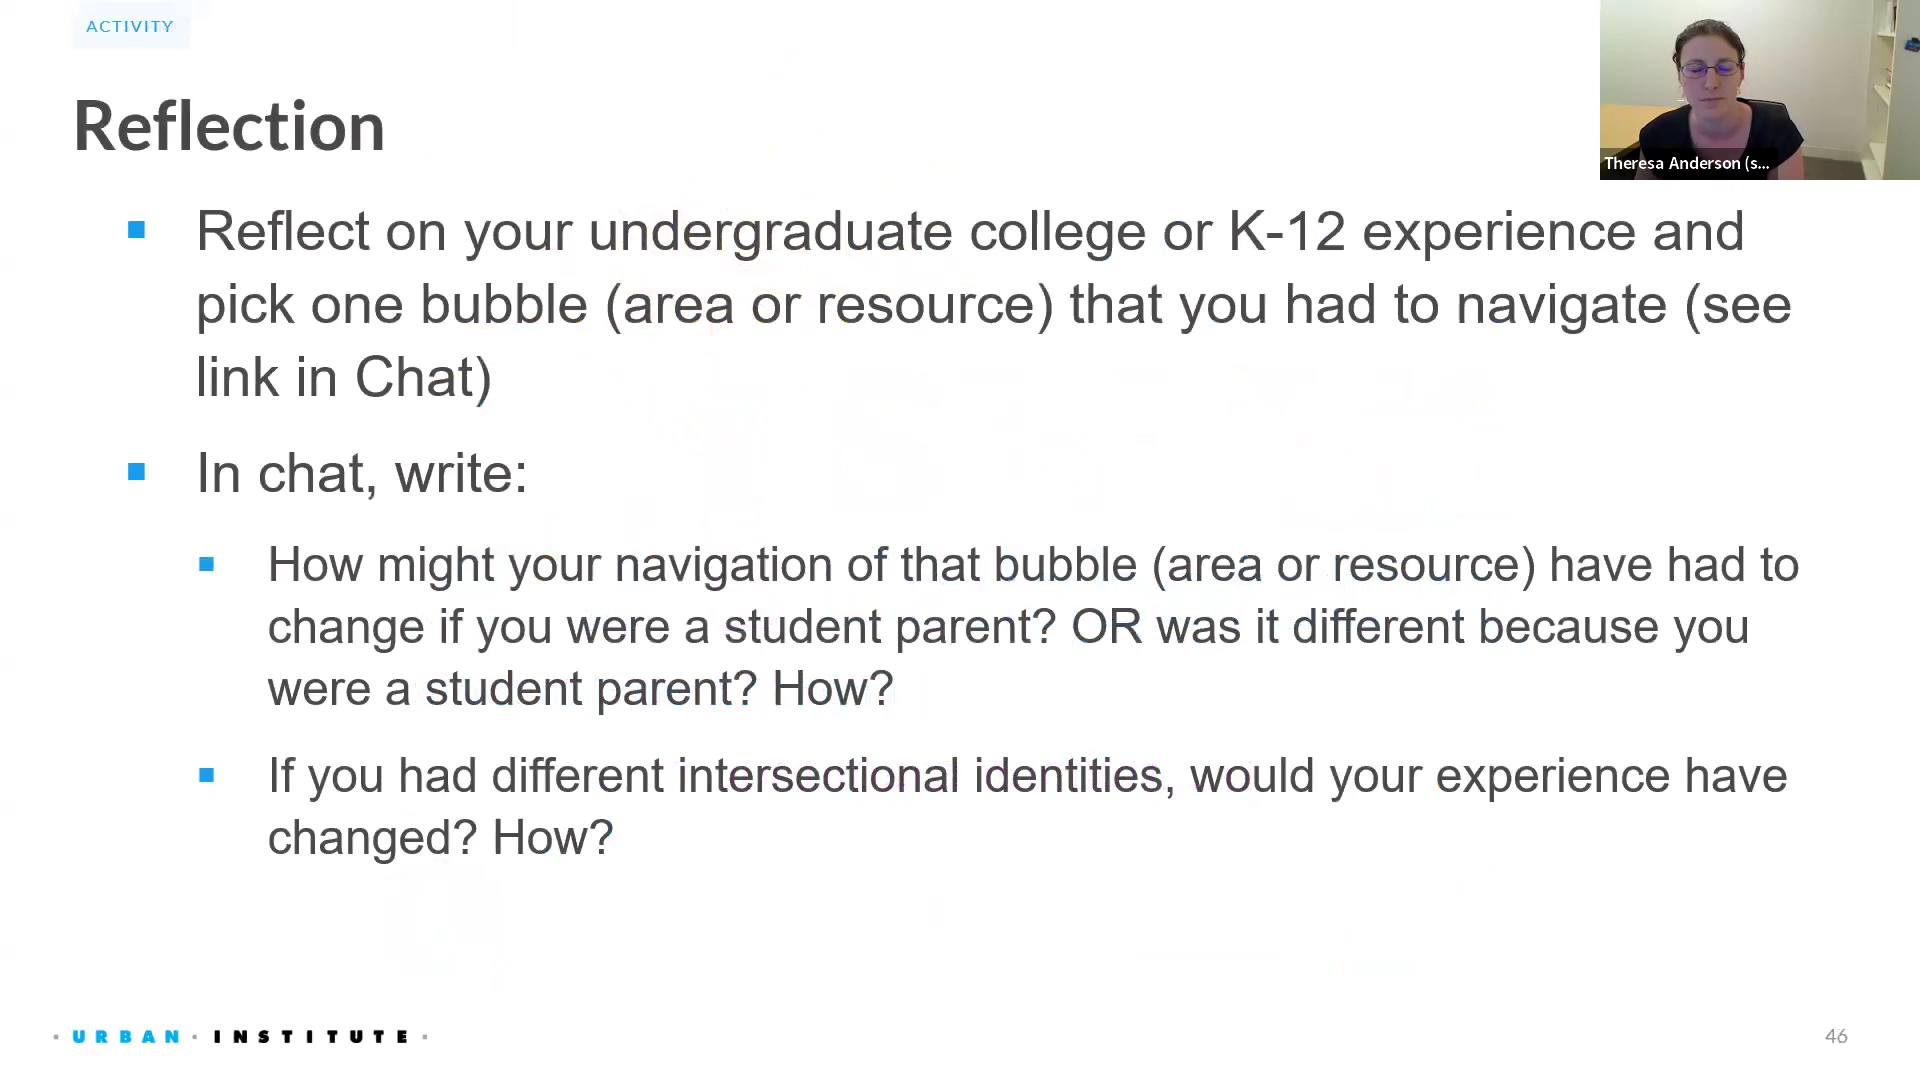 ACTIVITY
Reflection
Theresa Anderson (s...
Reflect on your undergraduate college or K-12 experience and
pick one bubble (area or resource) that you had to navigate (see
link in Chat)
In chat, write:
How might your navigation of that bubble (area or resource) have had to
change if you were a student parent? OR was it different because you
were a student parent? How?
If you had different intersectional identities, would your experience have
changed? How?
· URBAN · INSTITUTE ·
46